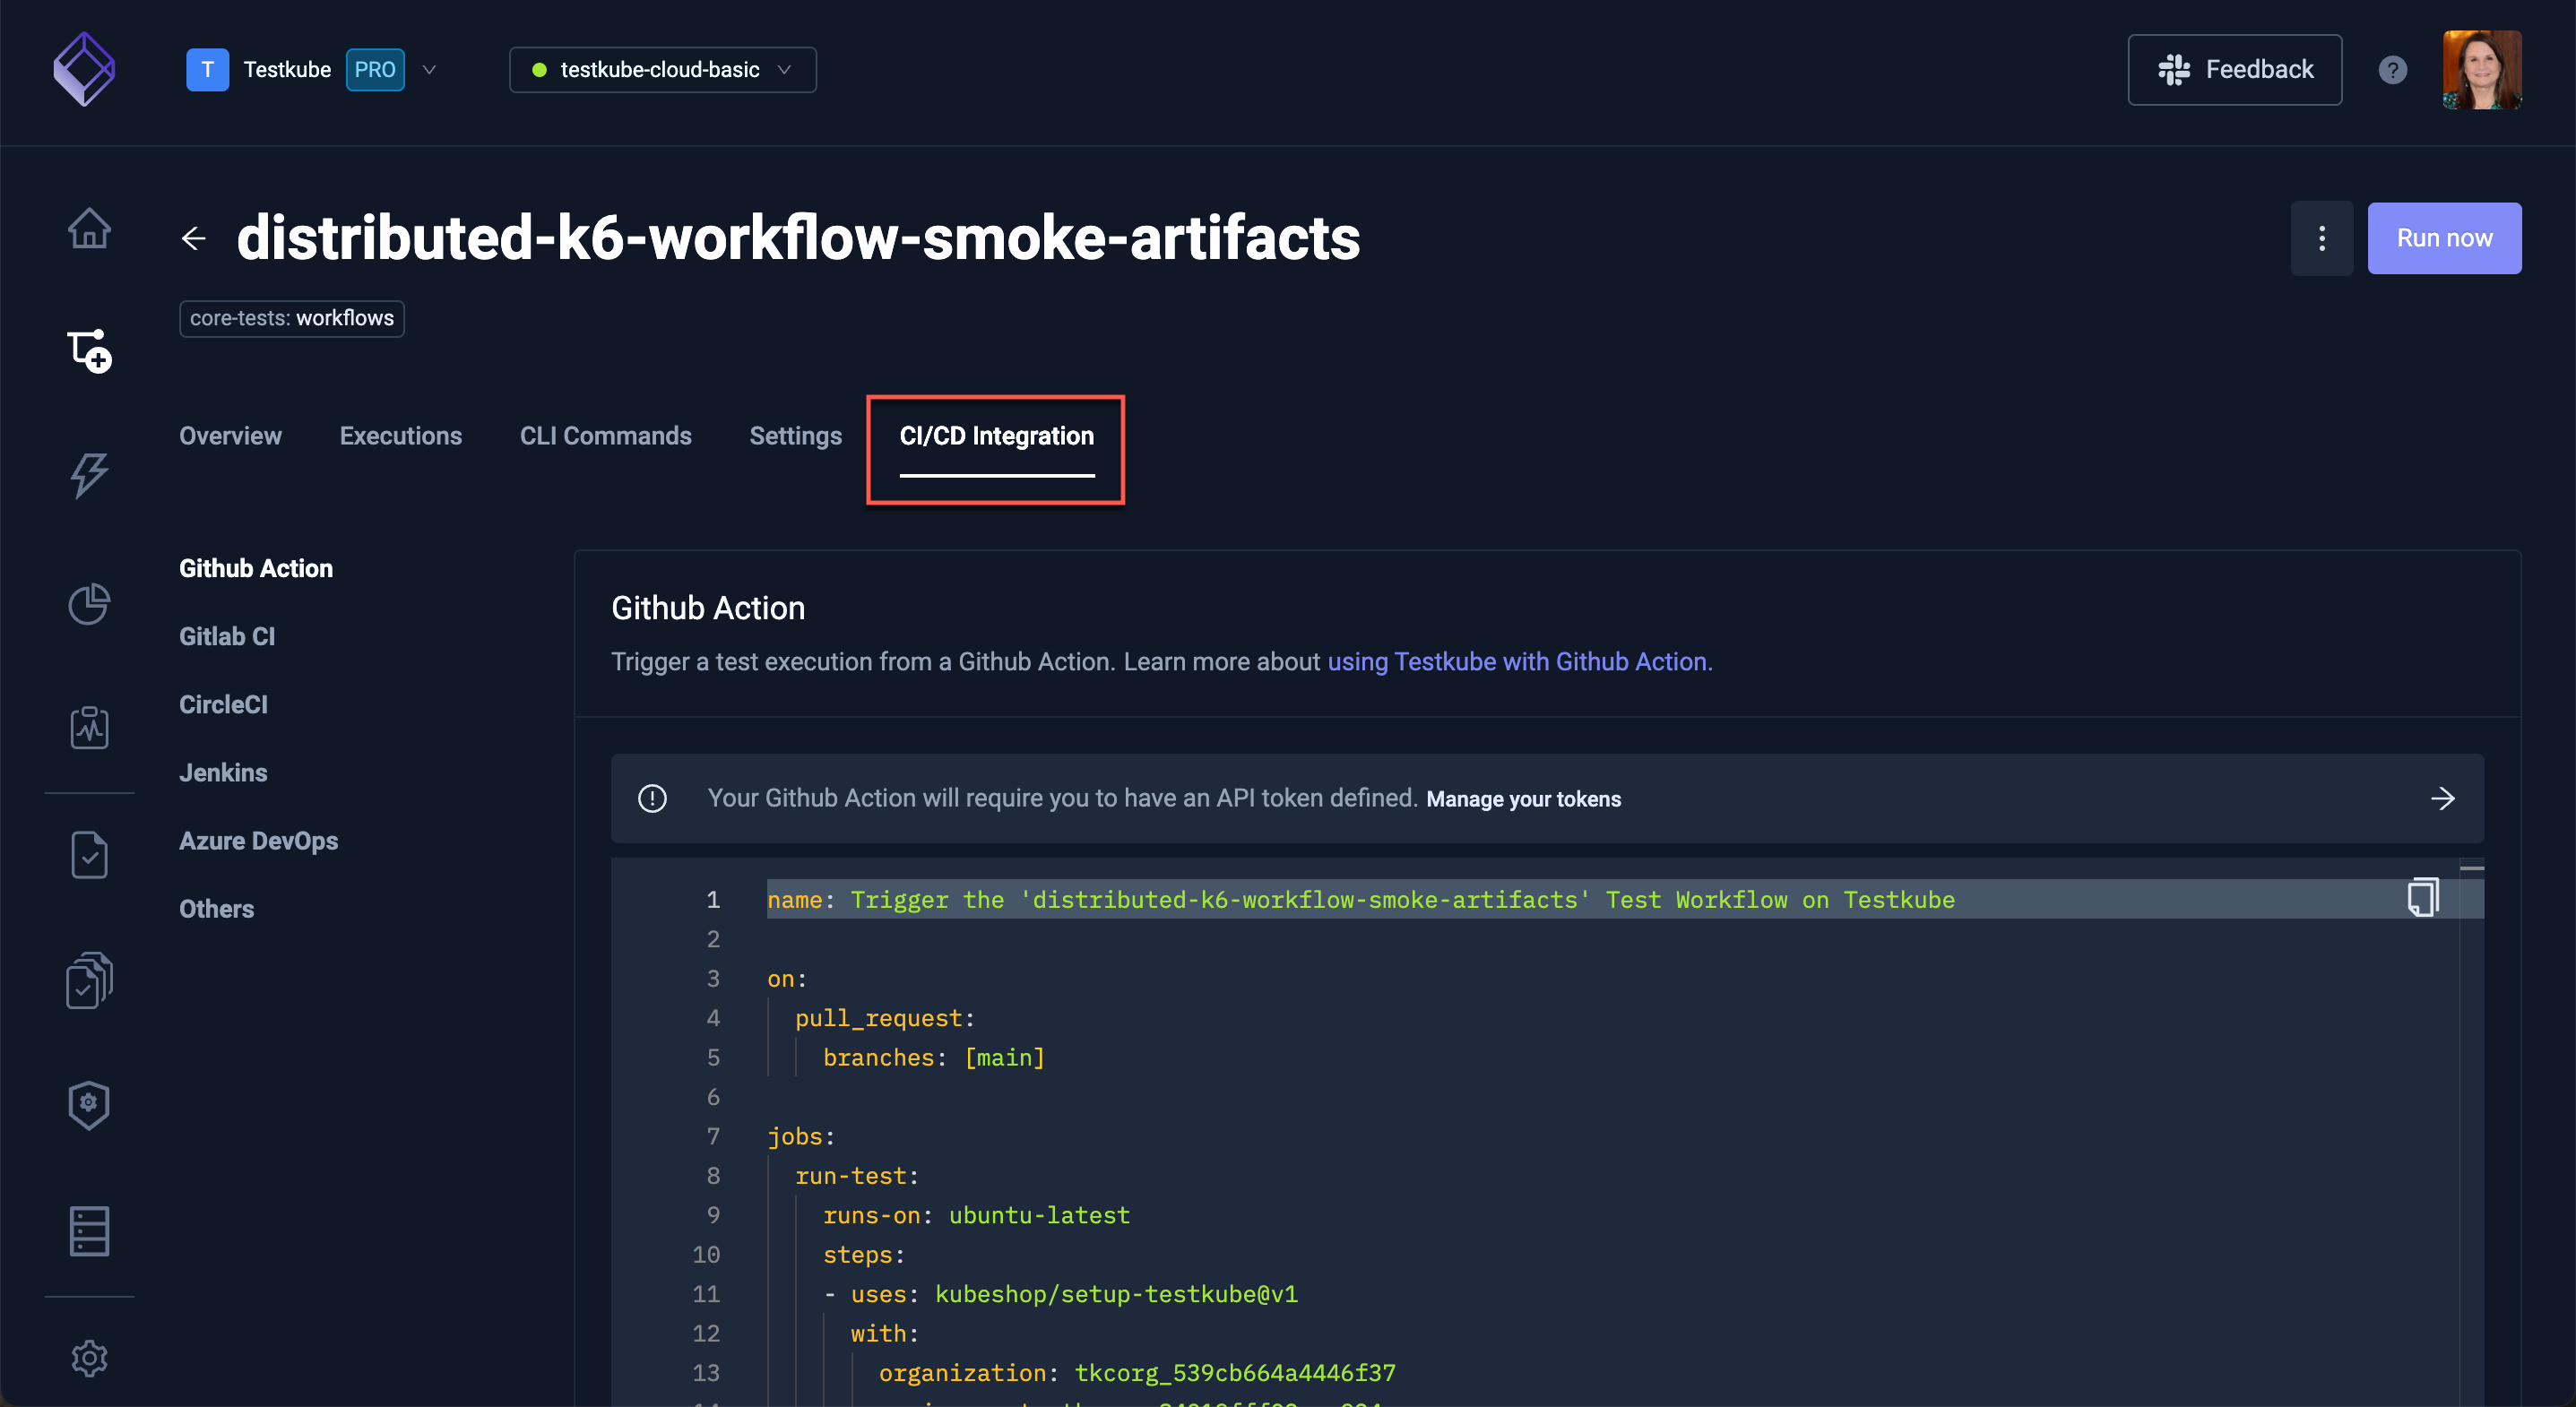 T Testkube PRO testkube-cloud-basic Feedback ?
distributed-k6-workflow-smoke-artifacts
Run now
core-tests: workflows
Overview Executions CLI Commands Settings CI/CD Integration
Github Action
Gitlab CI
CircleCI
Jenkins
Azure DevOps
Others
Github Action
Trigger a test execution from a Github Action. Learn more about using Testkube with Github Action.
Your Github Action will require you to have an API token defined. Manage your tokens
1 name: Trigger the 'distributed-k6-workflow-smoke-artifacts' Test Workflow on Testkube
2
3 on:
4 pull_request:
5 branches: [main]
6
7 jobs:
8 run-test:
9 runs-on: ubuntu-latest
10 steps:
11 - uses: kubeshop/setup-testkube@v1
12 with:
13 organization: tkcorg_539cb664a4446f37